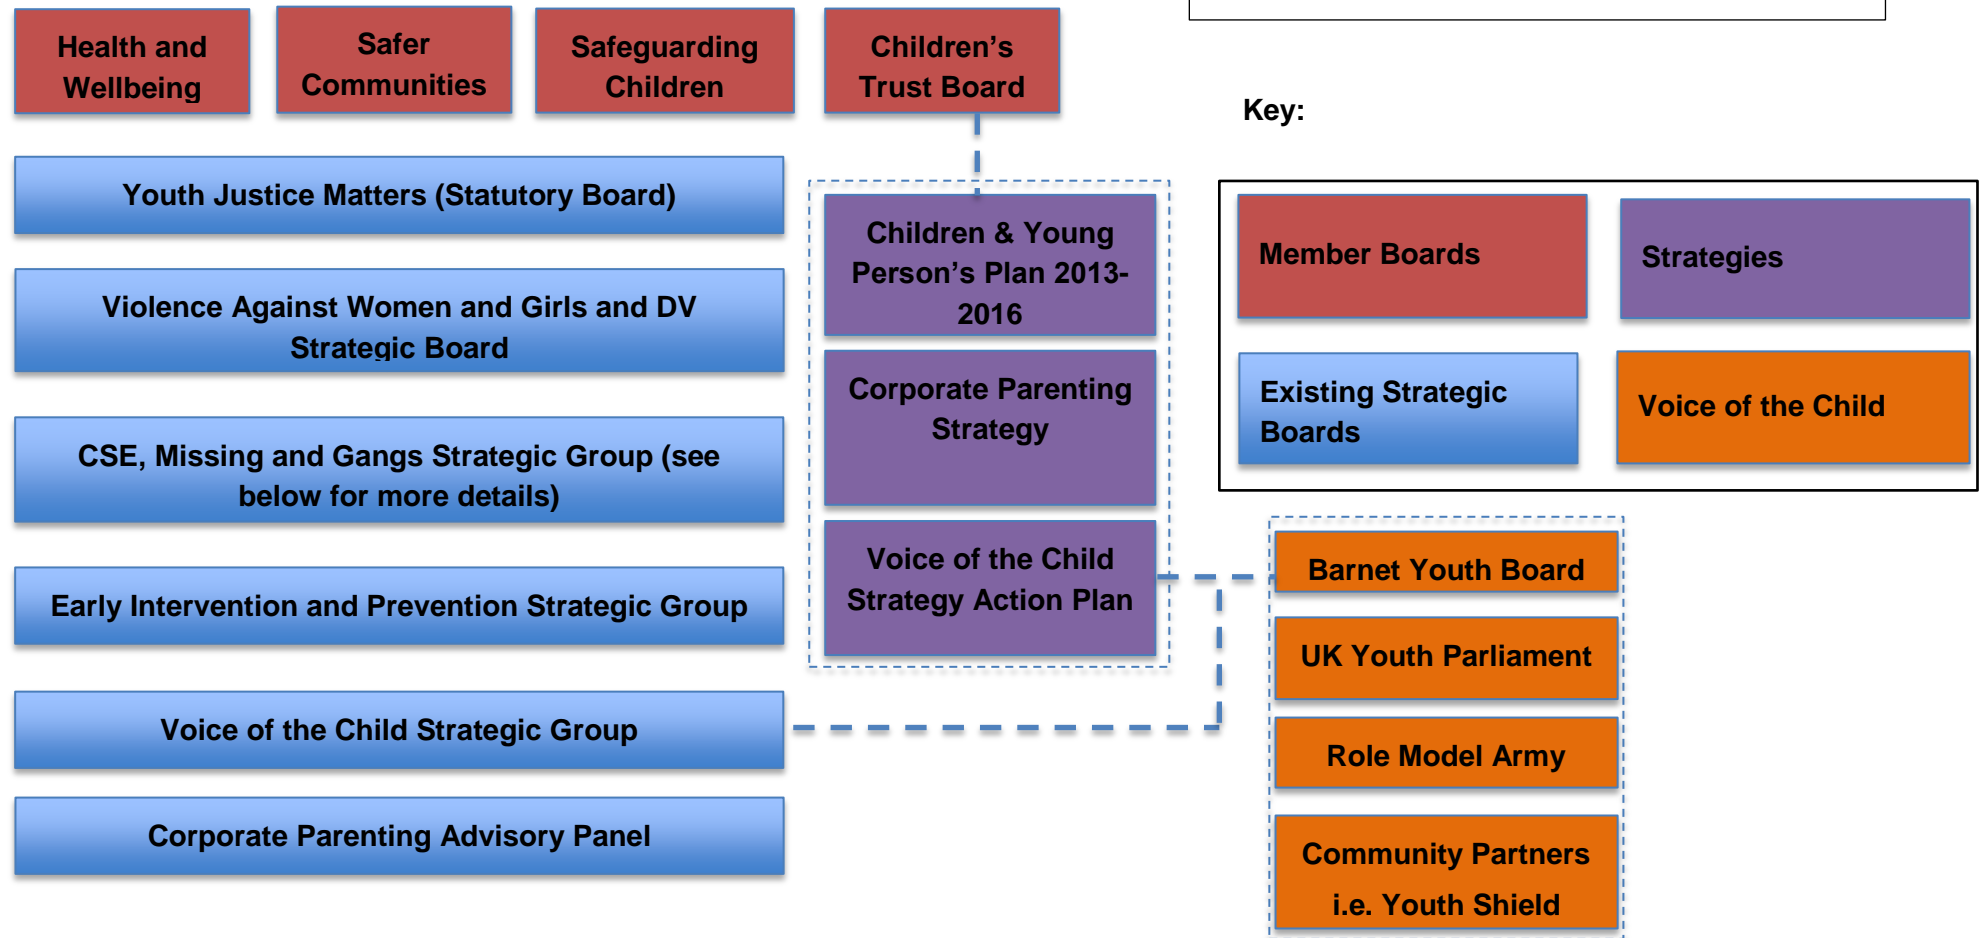 Health and
Wellbeing
Safer
Communities
Safeguarding
Children
Children’s
Trust Board
Key:
Youth Justice Matters (Statutory Board)
Violence Against Women and Girls and DV
Strategic Board
CSE, Missing and Gangs Strategic Group (see
below for more details)
Early Intervention and Prevention Strategic Group
Voice of the Child Strategic Group
Corporate Parenting Advisory Panel
Children & Young
Person’s Plan 2013-
2016
Corporate Parenting
Strategy
Voice of the Child
Strategy Action Plan
Member Boards
Strategies
Existing Strategic
Boards
Voice of the Child
Barnet Youth Board
UK Youth Parliament
Role Model Army
Community Partners
i.e. Youth Shield